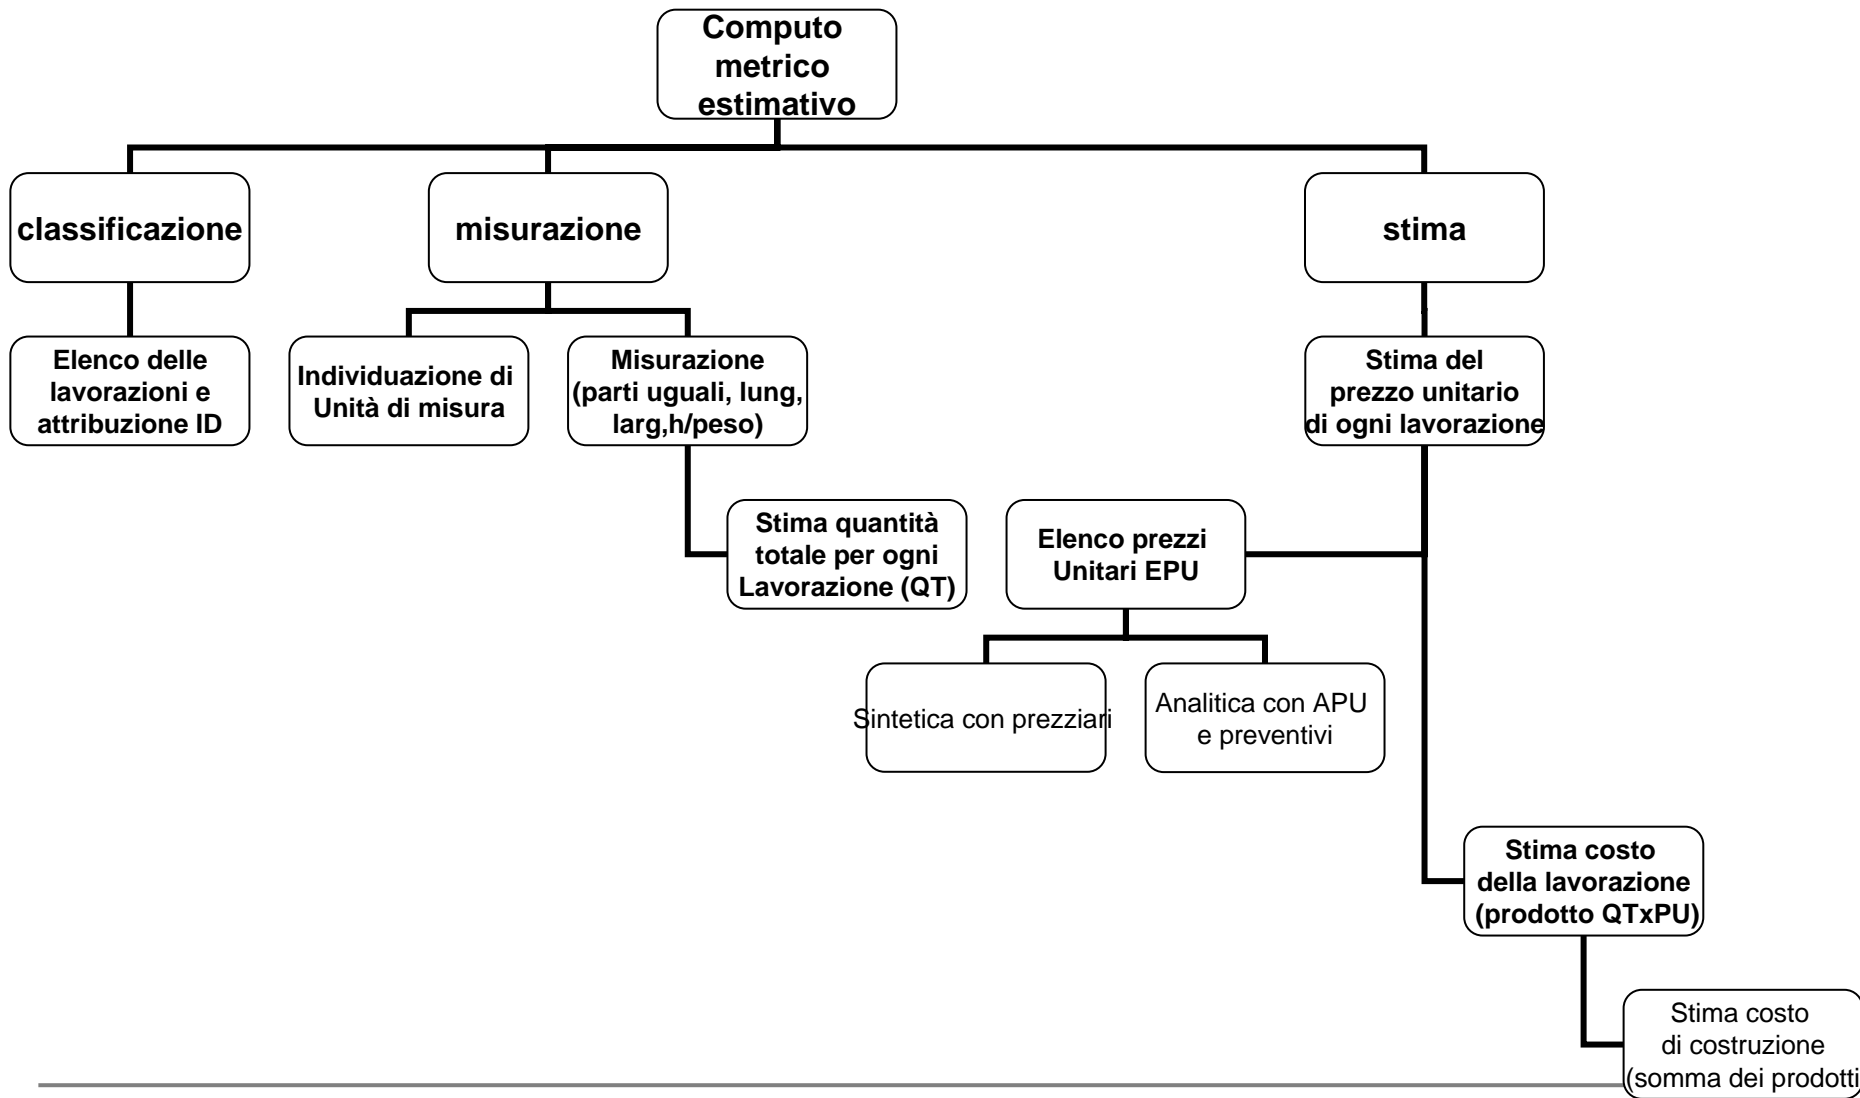 Computo
metrico
estimativo
classificazione
misurazione
stima
Elenco delle
lavorazioni e
attribuzione ID
Individuazione di
Unità di misura
Misurazione
(parti uguali, lung,
larg,h/peso)
Stima del
prezzo unitario
di ogni lavorazione
Stima quantità
totale per ogni
Lavorazione (QT)
Elenco prezzi
Unitari EPU
Sintetica con prezziari
Analitica con APU
e preventivi
Stima costo
della lavorazione
(prodotto QTxPU)
Stima costo
di costruzione
(somma dei prodotti